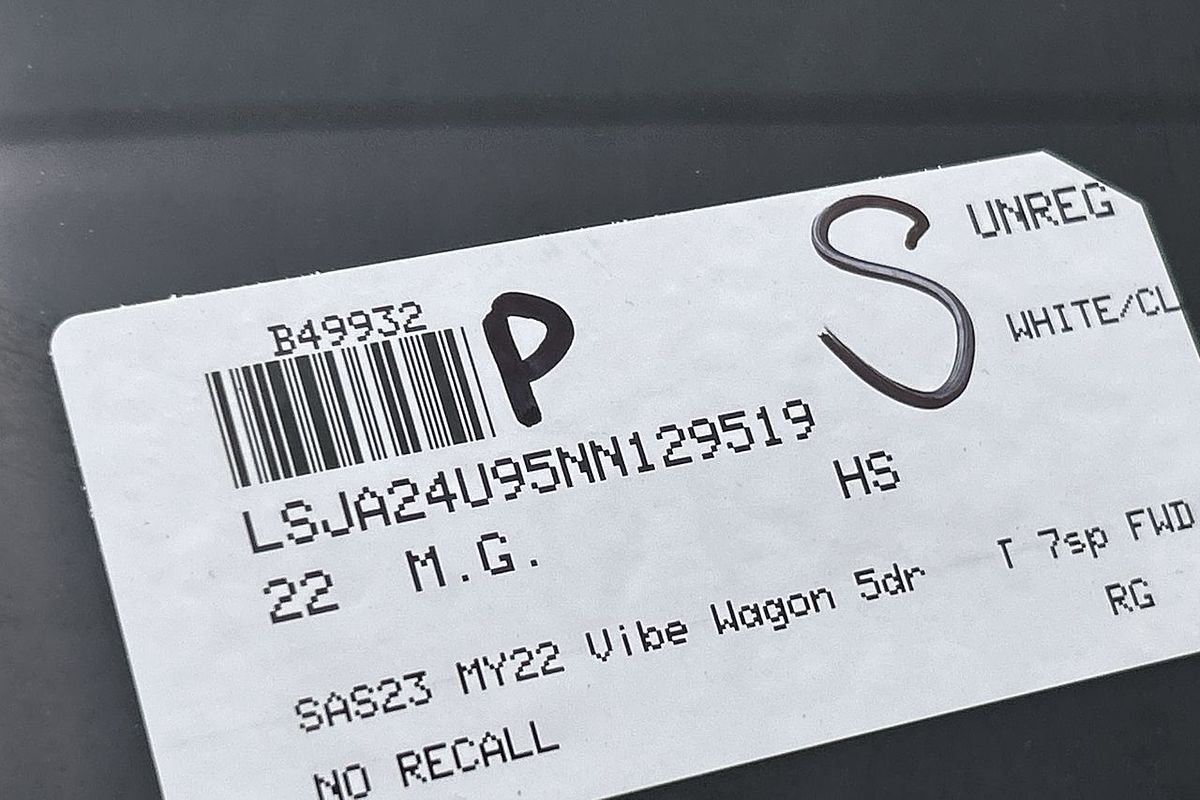 S UNREG
B49932 P
WHITE/CL
LSJA24U95NN129519
22 M.G. HS
SAS23 MY22 Vibe Wagon 5dr T 7sp FWD
RG
NO RECALL